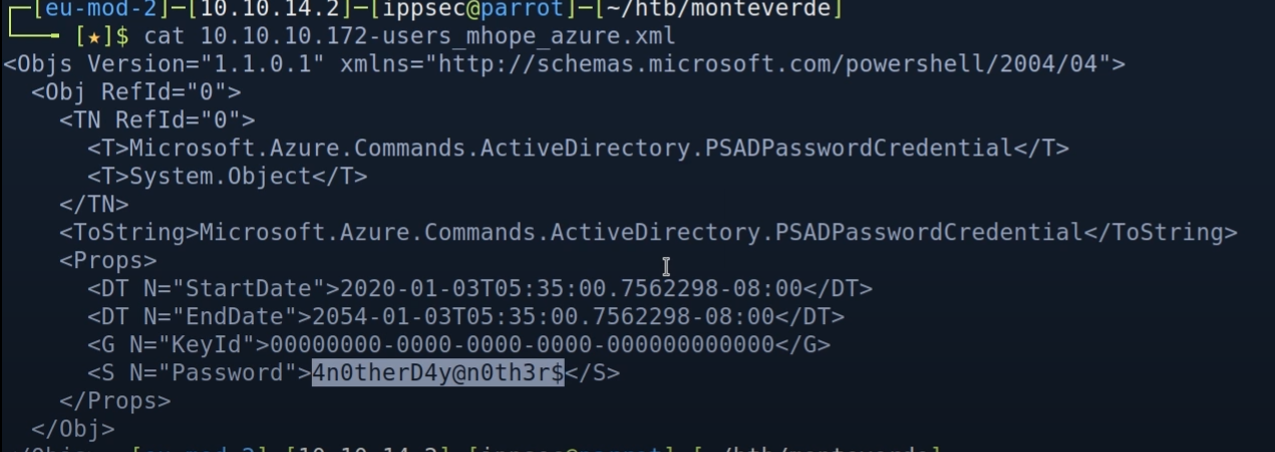 [eu-mod-2]─[10.10.14.2]─[ippsec@parrot]─[~/htb/monteverde]
[★]$ cat 10.10.10.172-users_mhope_azure.xml
<Objs Version="1.1.0.1" xmlns="http://schemas.microsoft.com/powershell/2004/04">
  <Obj RefId="0">
    <TN RefId="0">
      <T>Microsoft.Azure.Commands.ActiveDirectory.PSADPasswordCredential</T>
      <T>System.Object</T>
    </TN>
    <ToString>Microsoft.Azure.Commands.ActiveDirectory.PSADPasswordCredential</ToString>
    <Props>
      <DT N="StartDate">2020-01-03T05:35:00.7562298-08:00</DT>
      <DT N="EndDate">2054-01-03T05:35:00.7562298-08:00</DT>
      <G N="KeyId">00000000-0000-0000-0000-000000000000</G>
      <S N="Password">4n0therD4y@n0th3r$</S>
    </Props>
  </Obj>